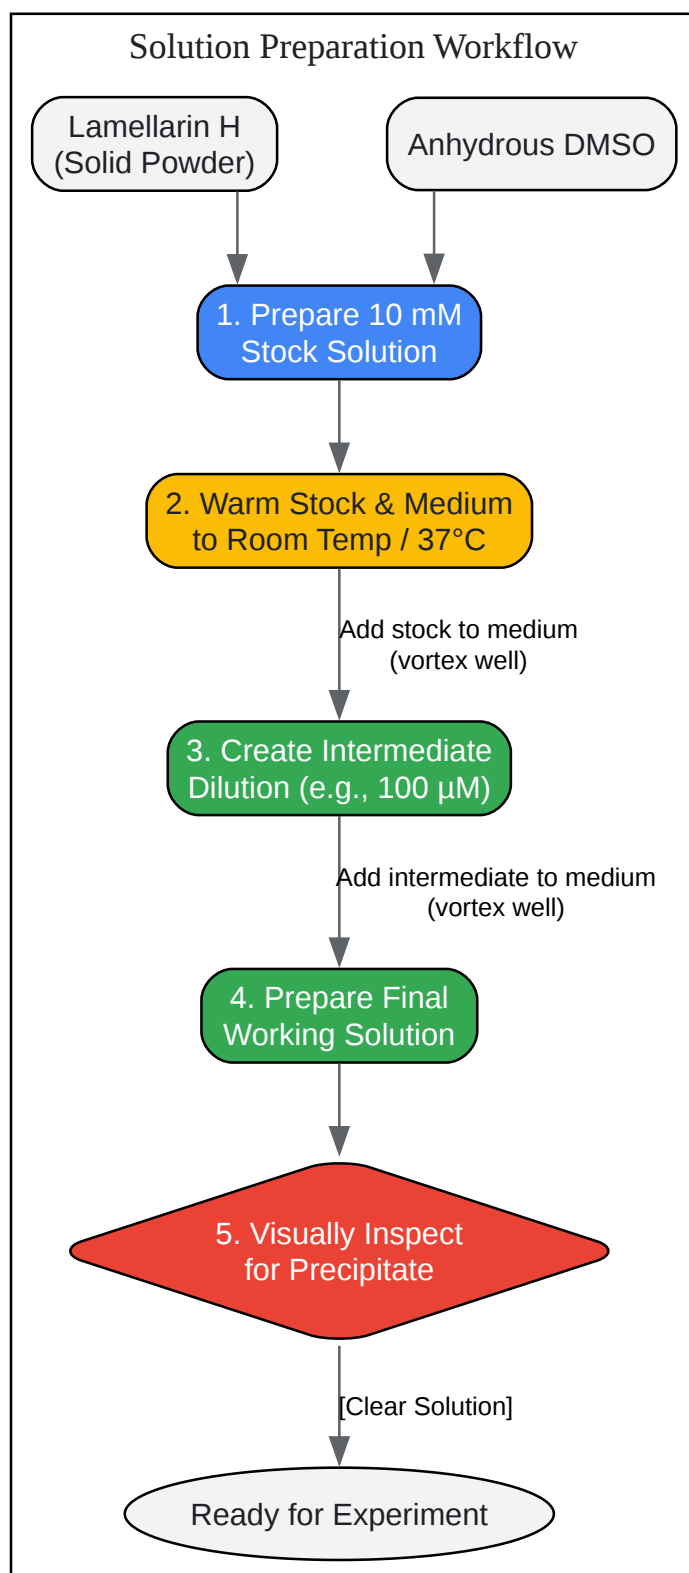 Solution Preparation Workflow
Lamellarin H
(Solid Powder)
Anhydrous DMSO
1. Prepare 10 mM
Stock Solution
2. Warm Stock & Medium
to Room Temp / 37°C
Add stock to medium
(vortex well)
3. Create Intermediate
Dilution (e.g., 100 µM)
Add intermediate to medium
(vortex well)
4. Prepare Final
Working Solution
5. Visually Inspect
for Precipitate
[Clear Solution]
Ready for Experiment